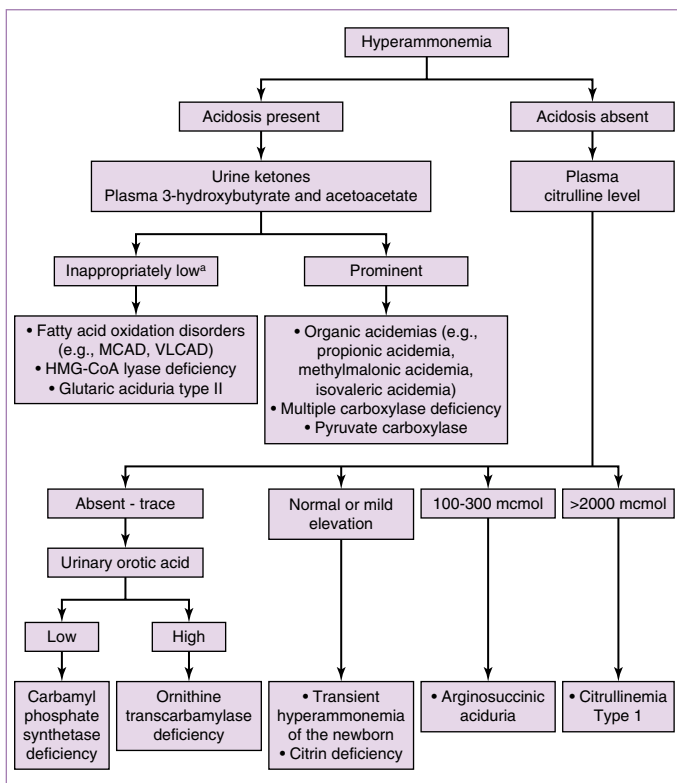 Hyperammonemia
Acidosis present
Acidosis absent
Urine ketones
Plasma 3-hydroxybutyrate and acetoacetate
Plasma
citrulline level
Inappropriately lowᵃ
Prominent
• Fatty acid oxidation disorders
(e.g., MCAD, VLCAD)
• HMG-CoA lyase deficiency
• Glutaric aciduria type II
• Organic acidemias (e.g.,
propionic acidemia,
methylmalonic acidemia,
isovaleric acidemia)
• Multiple carboxylase deficiency
• Pyruvate carboxylase
Absent - trace
Normal or mild
elevation
100-300 mcmol
>2000 mcmol
Urinary orotic acid
Low
High
Carbamyl
phosphate
synthetase
deficiency
Ornithine
transcarbamylase
deficiency
• Transient
hyperammonemia
of the newborn
• Citrin deficiency
• Arginosuccinic
aciduria
• Citrullinemia
Type 1